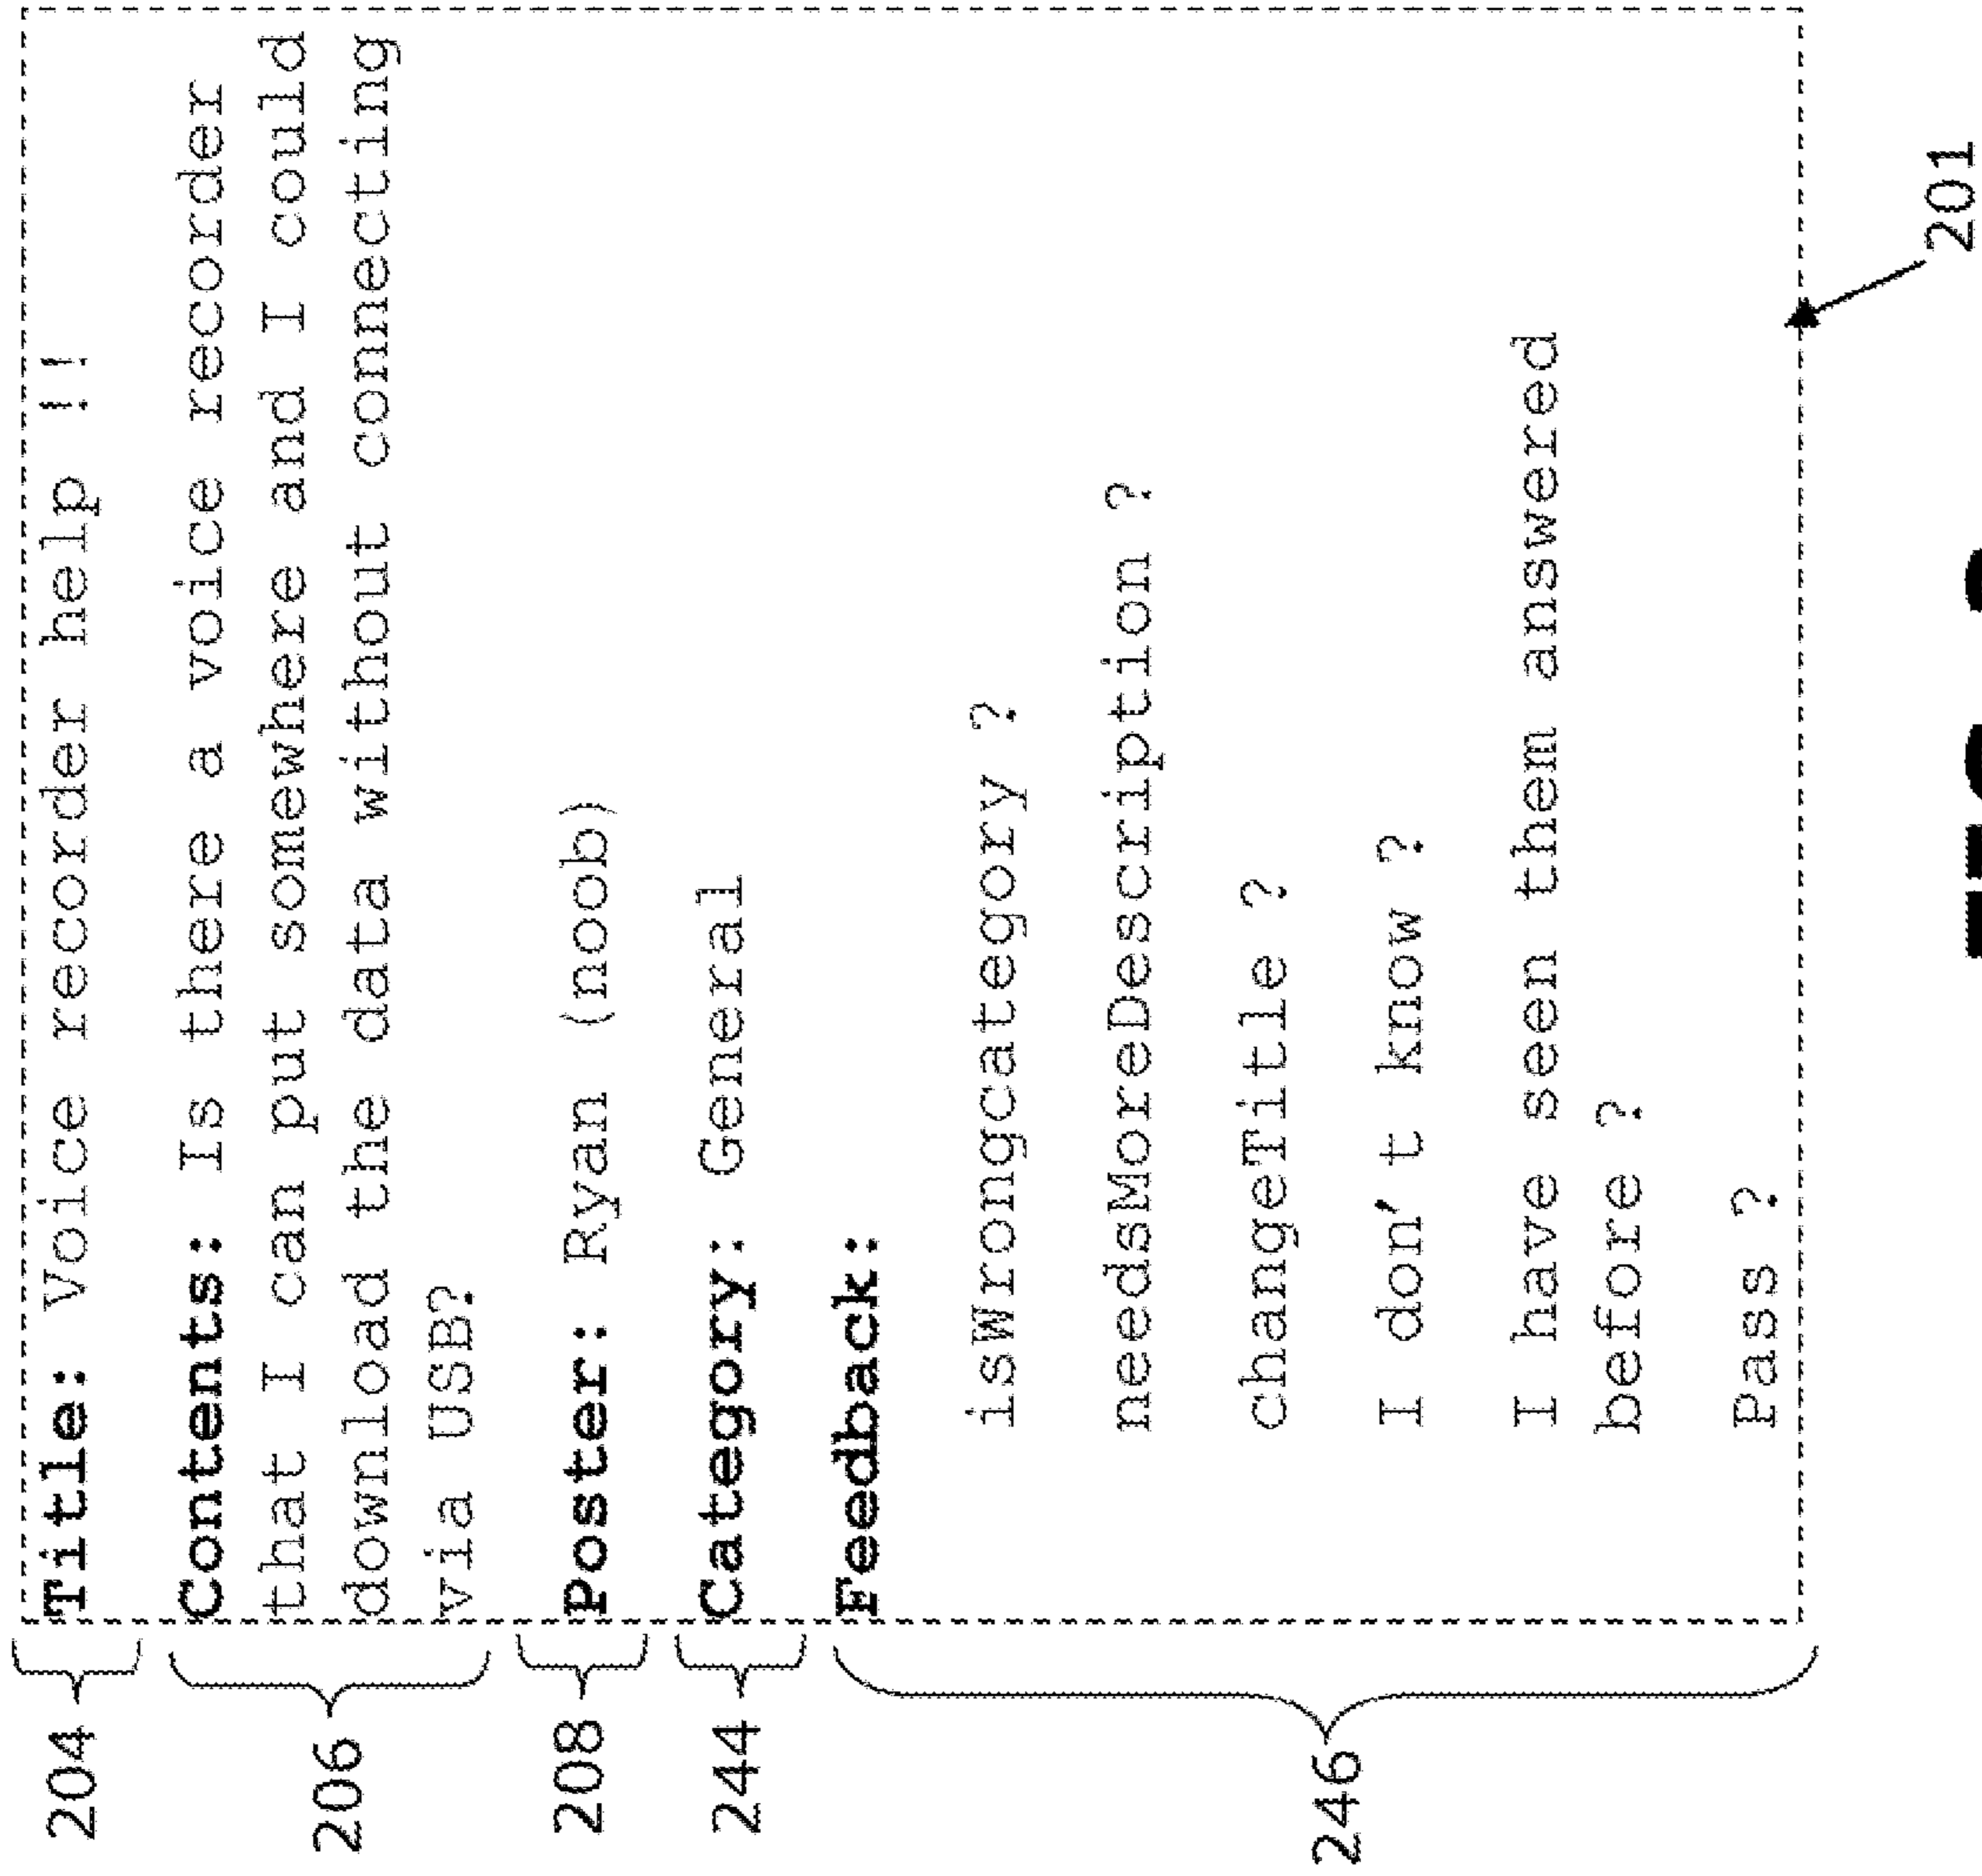 204
Title: Voice recorder help !!
206
Contents: Is there a voice recorder
that I can put somewhere and I could
download the data without connecting
via USB?
208
Poster: Ryan (noob)
244
Category: General
246
Feedback:
isWrongcategory ?
needsMoreDescription ?
changeTitle ?
I don't know ?
I have seen them answered
before ?
Pass ?
201